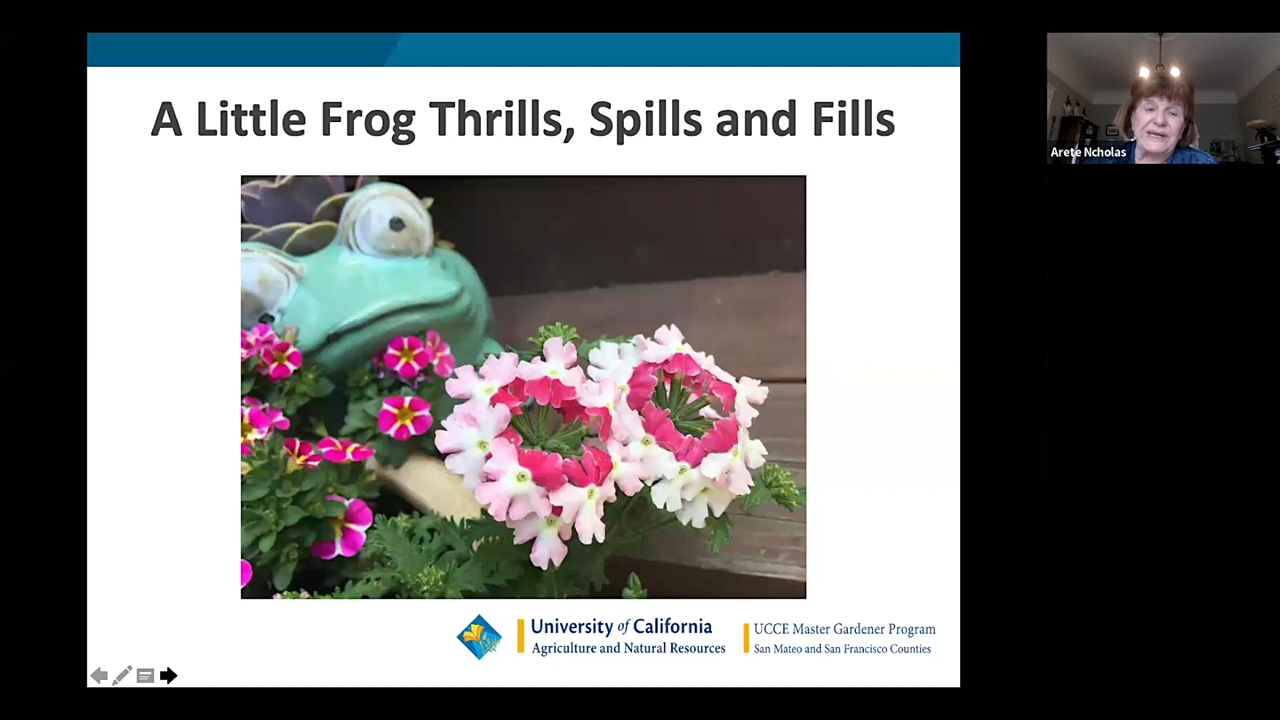 A Little Frog Thrills, Spills and Fills
Arete Ncholas
University of California
Agriculture and Natural Resources
UCCE Master Gardener Program
San Mateo and San Francisco Counties